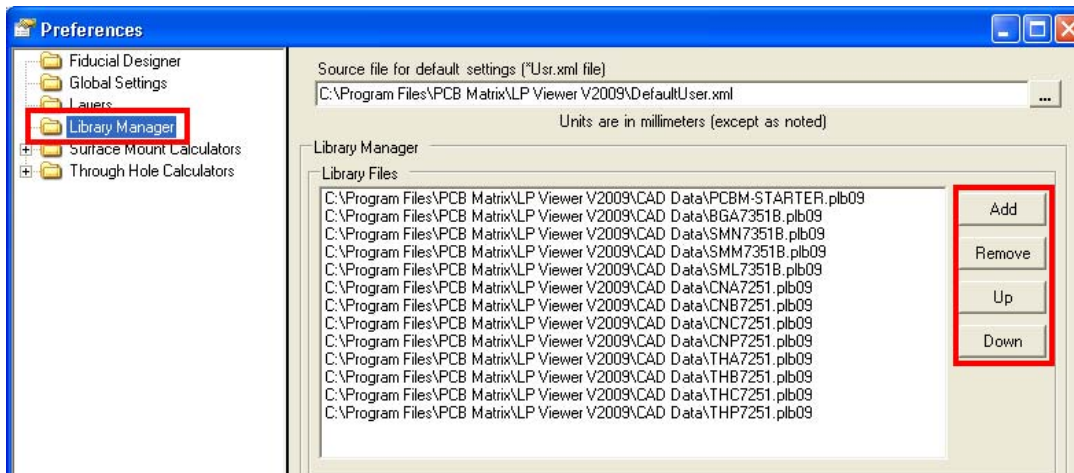 Preferences
Fiducial Designer
Global Settings
Layers
Library Manager
Surface Mount Calculators
Through Hole Calculators
Source file for default settings (*Usr.xml file)
C:\Program Files\PCB Matrix\LP Viewer V2009\DefaultUser.xml
...
Units are in millimeters (except as noted)
Library Manager
Library Files
C:\Program Files\PCB Matrix\LP Viewer V2009\CAD Data\PCBM-STARTER.plb09
C:\Program Files\PCB Matrix\LP Viewer V2009\CAD Data\BGA7351B.plb09
C:\Program Files\PCB Matrix\LP Viewer V2009\CAD Data\SMN7351B.plb09
C:\Program Files\PCB Matrix\LP Viewer V2009\CAD Data\SMM7351B.plb09
C:\Program Files\PCB Matrix\LP Viewer V2009\CAD Data\SML7351B.plb09
C:\Program Files\PCB Matrix\LP Viewer V2009\CAD Data\CNA7251.plb09
C:\Program Files\PCB Matrix\LP Viewer V2009\CAD Data\CNB7251.plb09
C:\Program Files\PCB Matrix\LP Viewer V2009\CAD Data\CNC7251.plb09
C:\Program Files\PCB Matrix\LP Viewer V2009\CAD Data\CNP7251.plb09
C:\Program Files\PCB Matrix\LP Viewer V2009\CAD Data\THA7251.plb09
C:\Program Files\PCB Matrix\LP Viewer V2009\CAD Data\THB7251.plb09
C:\Program Files\PCB Matrix\LP Viewer V2009\CAD Data\THC7251.plb09
C:\Program Files\PCB Matrix\LP Viewer V2009\CAD Data\THP7251.plb09
Add
Remove
Up
Down